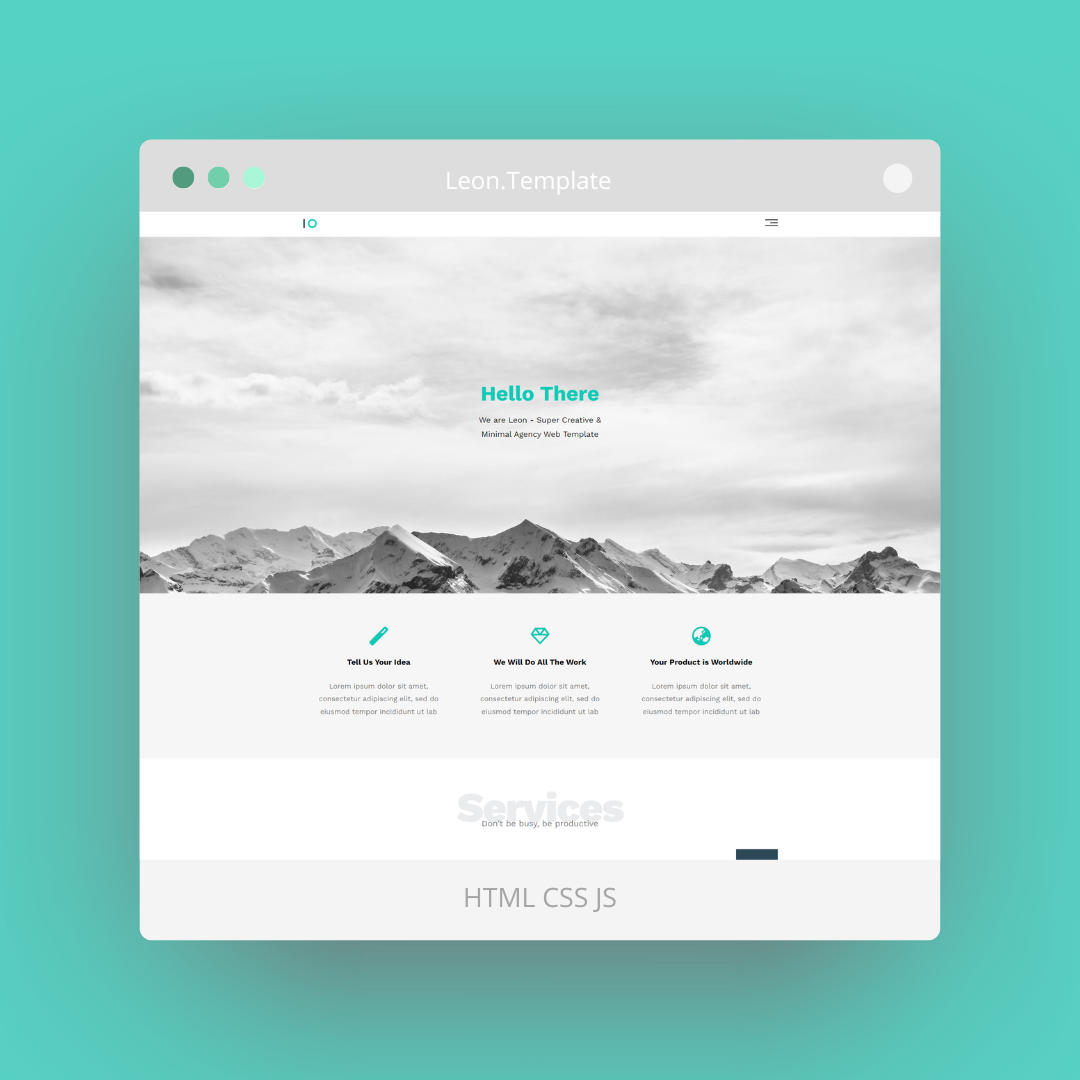 Leon.Template
Hello There
We are Leon - Super Creative &
Minimal Agency Web Template
Tell Us Your Idea
Lorem ipsum dolor sit amet,
consectetur adipiscing elit, sed do
eiusmod tempor incididunt ut lab
We Will Do All The Work
Lorem ipsum dolor sit amet,
consectetur adipiscing elit, sed do
eiusmod tempor incididunt ut lab
Your Product is Worldwide
Lorem ipsum dolor sit amet,
consectetur adipiscing elit, sed do
eiusmod tempor incididunt ut lab
Services
Don't be busy, be productive
HTML CSS JS